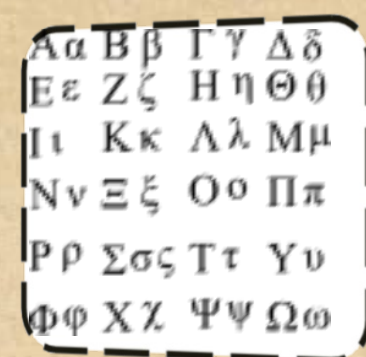 Αα Ββ Γγ Δδ
Εε Ζζ Ηη Θθ
Ιι Κκ Λλ Μμ
Νν Ξξ Οο Ππ
Ρρ Σσς Ττ Υυ
Φφ Χχ Ψψ Ωω